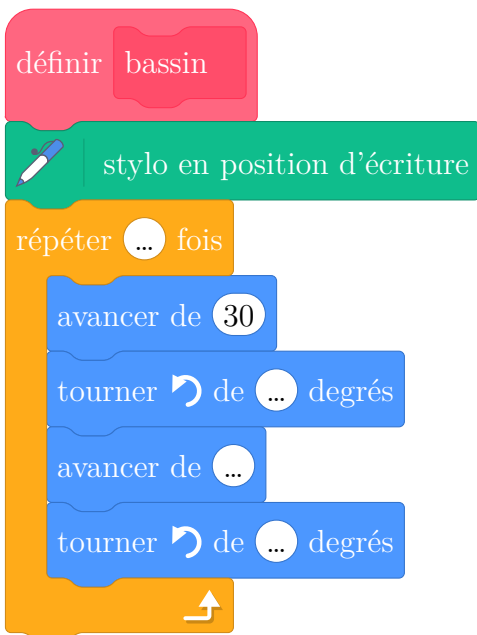 définir bassin
stylo en position d'écriture
répéter ... fois
avancer de 30
tourner de ... degrés
avancer de ...
tourner de ... degrés